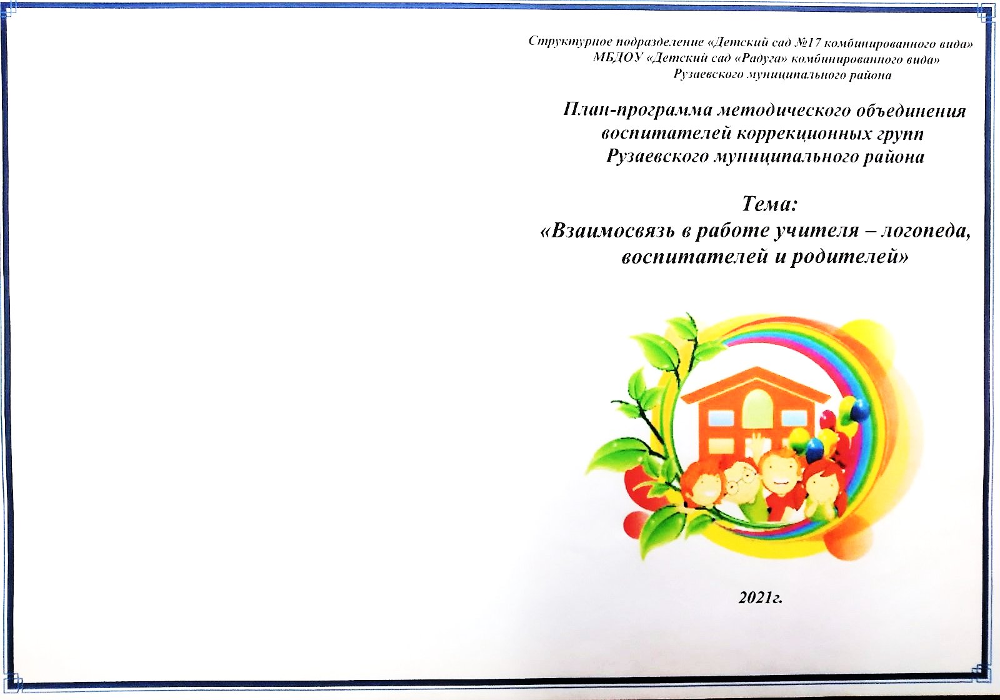 Структурное подразделение «Детский сад №17 комбинированного вида»
МБДОУ «Детский сад «Радуга» комбинированного вида»
Рузаевского муниципального района
План-программа методического объединения
воспитателей коррекционных групп
Рузаевского муниципального района
Тема:
«Взаимосвязь в работе учителя – логопеда,
воспитателей и родителей»
2021г.